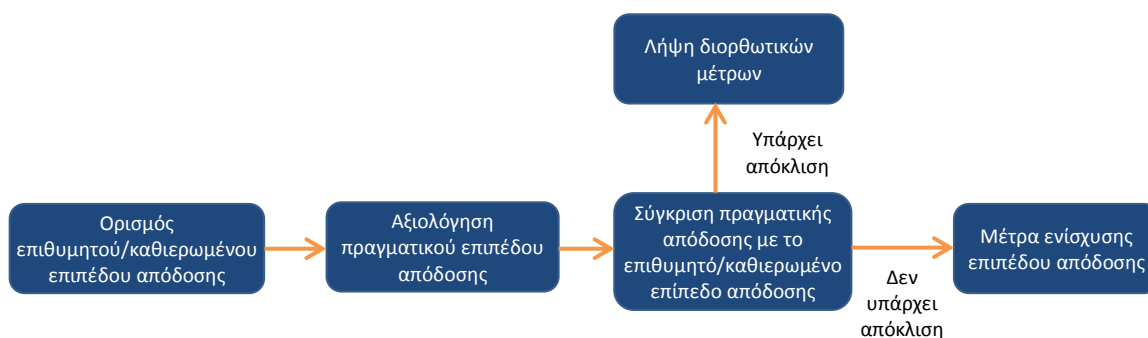 Λήψη διορθωτικών
μέτρων
Υπάρχει
απόκλιση
Ορισμός
επιθυμητού/καθιερωμένου
επιπέδου απόδοσης
Αξιολόγηση
πραγματικού επιπέδου
απόδοσης
Σύγκριση πραγματικής
απόδοσης με το
επιθυμητό/καθιερωμένο
επίπεδο απόδοσης
Δεν
υπάρχει
απόκλιση
Μέτρα ενίσχυσης
επιπέδου απόδοσης